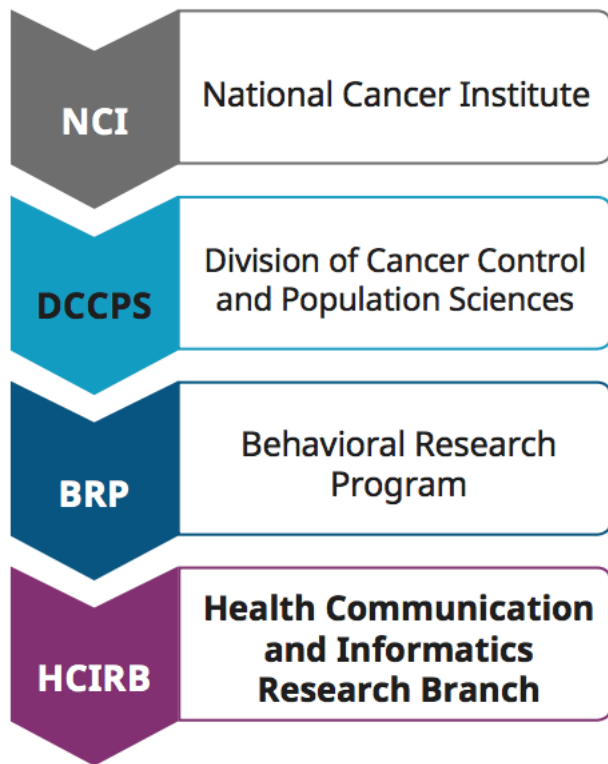 NCI
National Cancer Institute
DCCPS
Division of Cancer Control
and Population Sciences
BRP
Behavioral Research
Program
HCIRB
Health Communication
and Informatics
Research Branch